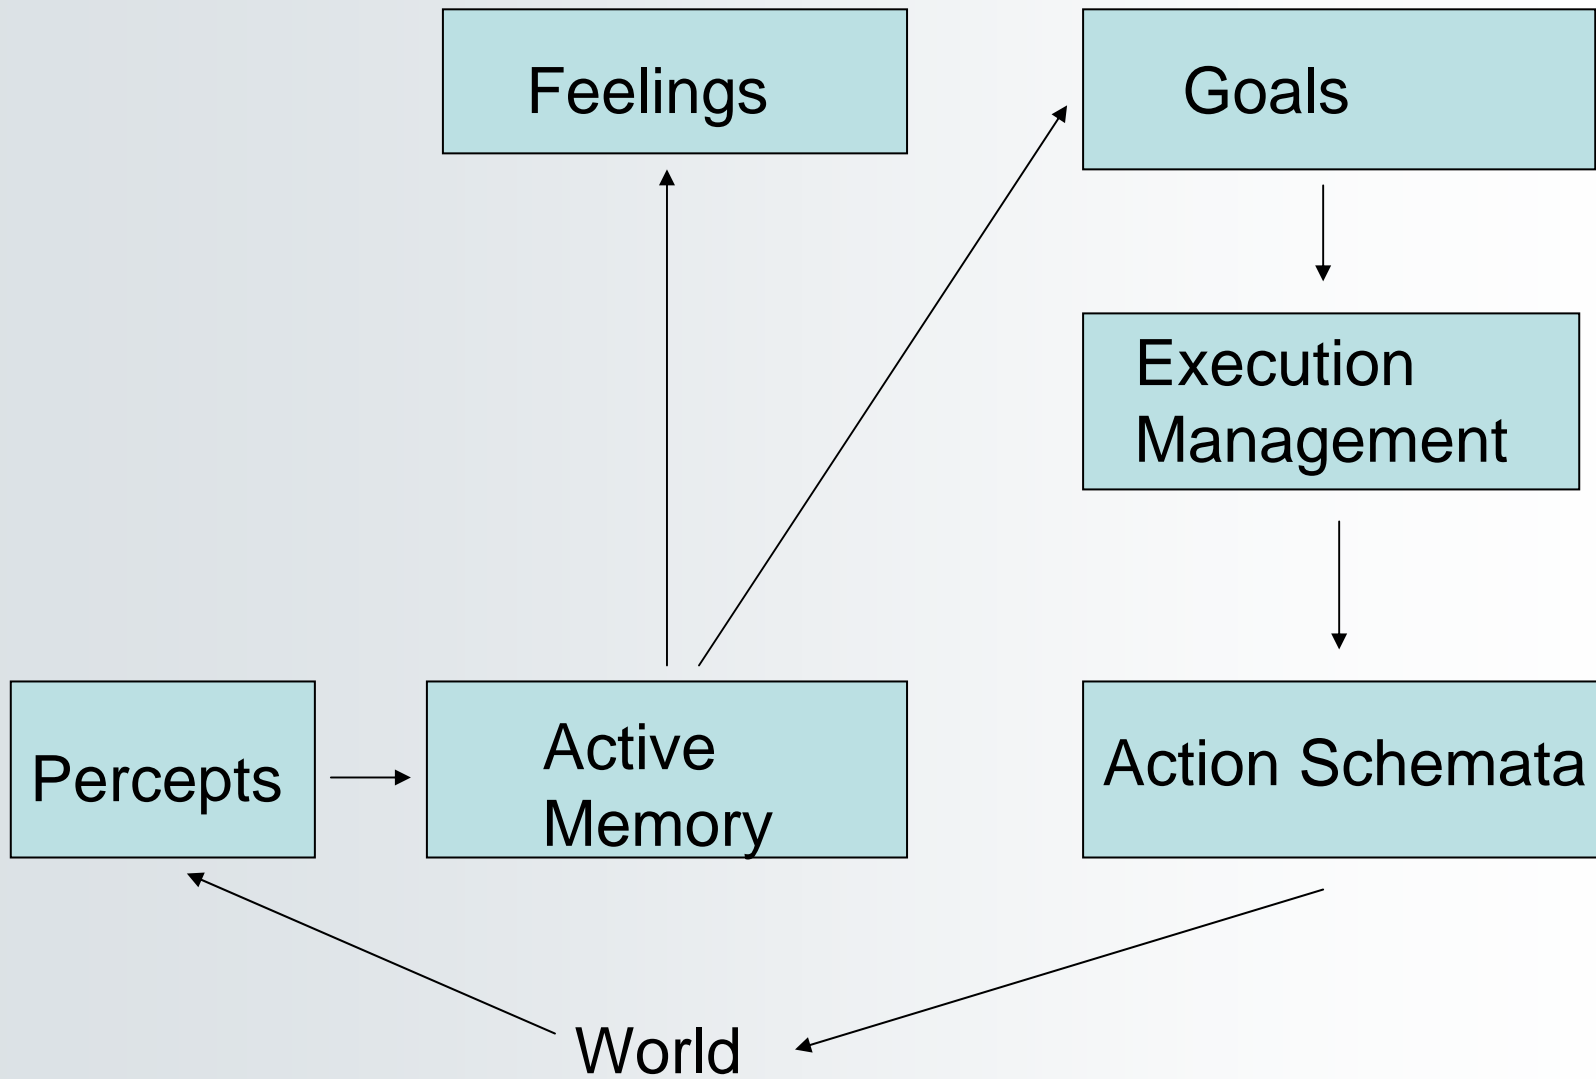 Feelings
Goals
Execution
Management
Percepts
Active
Memory
Action Schemata
World